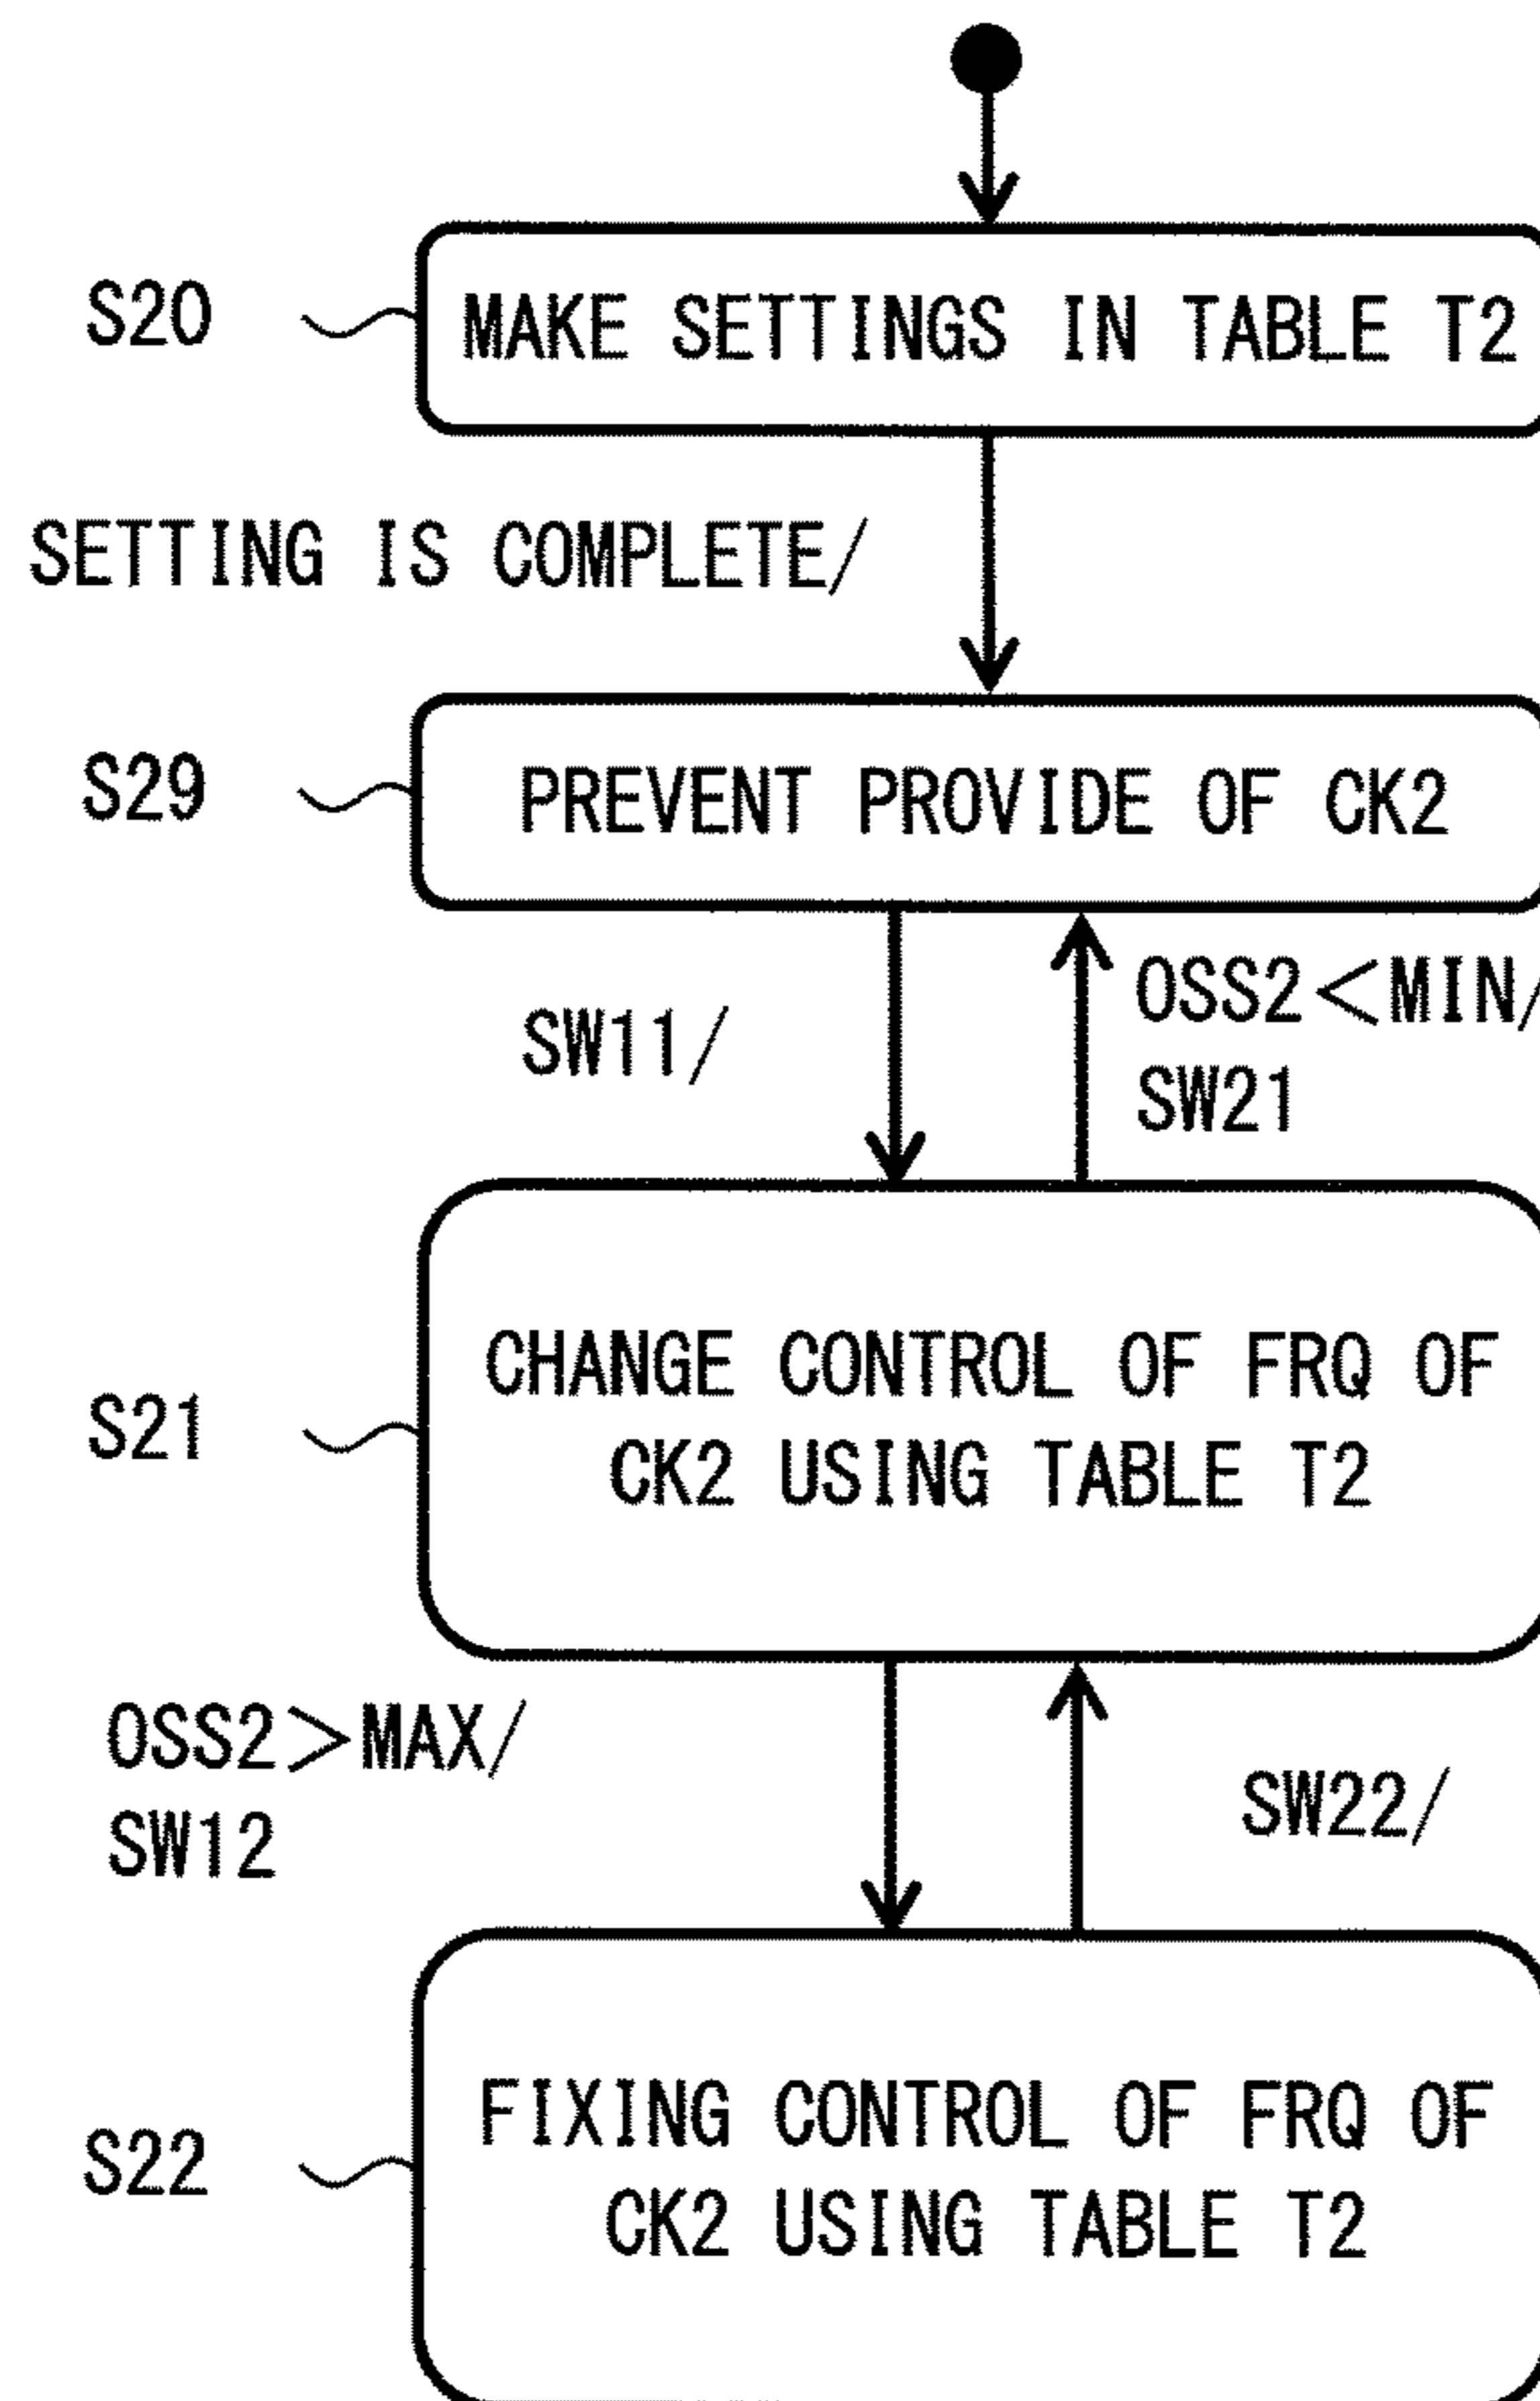 S20
MAKE SETTINGS IN TABLE T2
SETTING IS COMPLETE/
S29
PREVENT PROVIDE OF CK2
SW11/
OSS2<MIN/
SW21
S21
CHANGE CONTROL OF FRQ OF
CK2 USING TABLE T2
OSS2>MAX/
SW12
SW22/
S22
FIXING CONTROL OF FRQ OF
CK2 USING TABLE T2